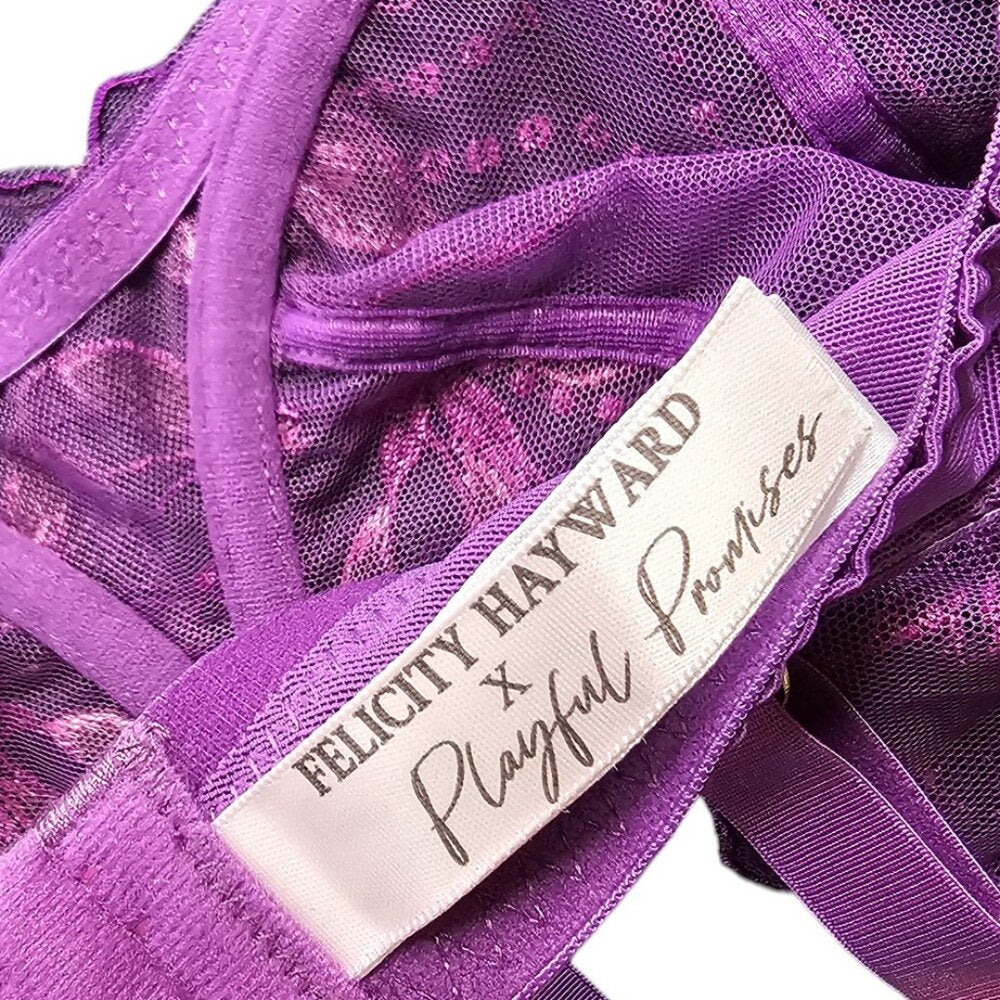 FELICITY HAYWARD
X
Playful Promises